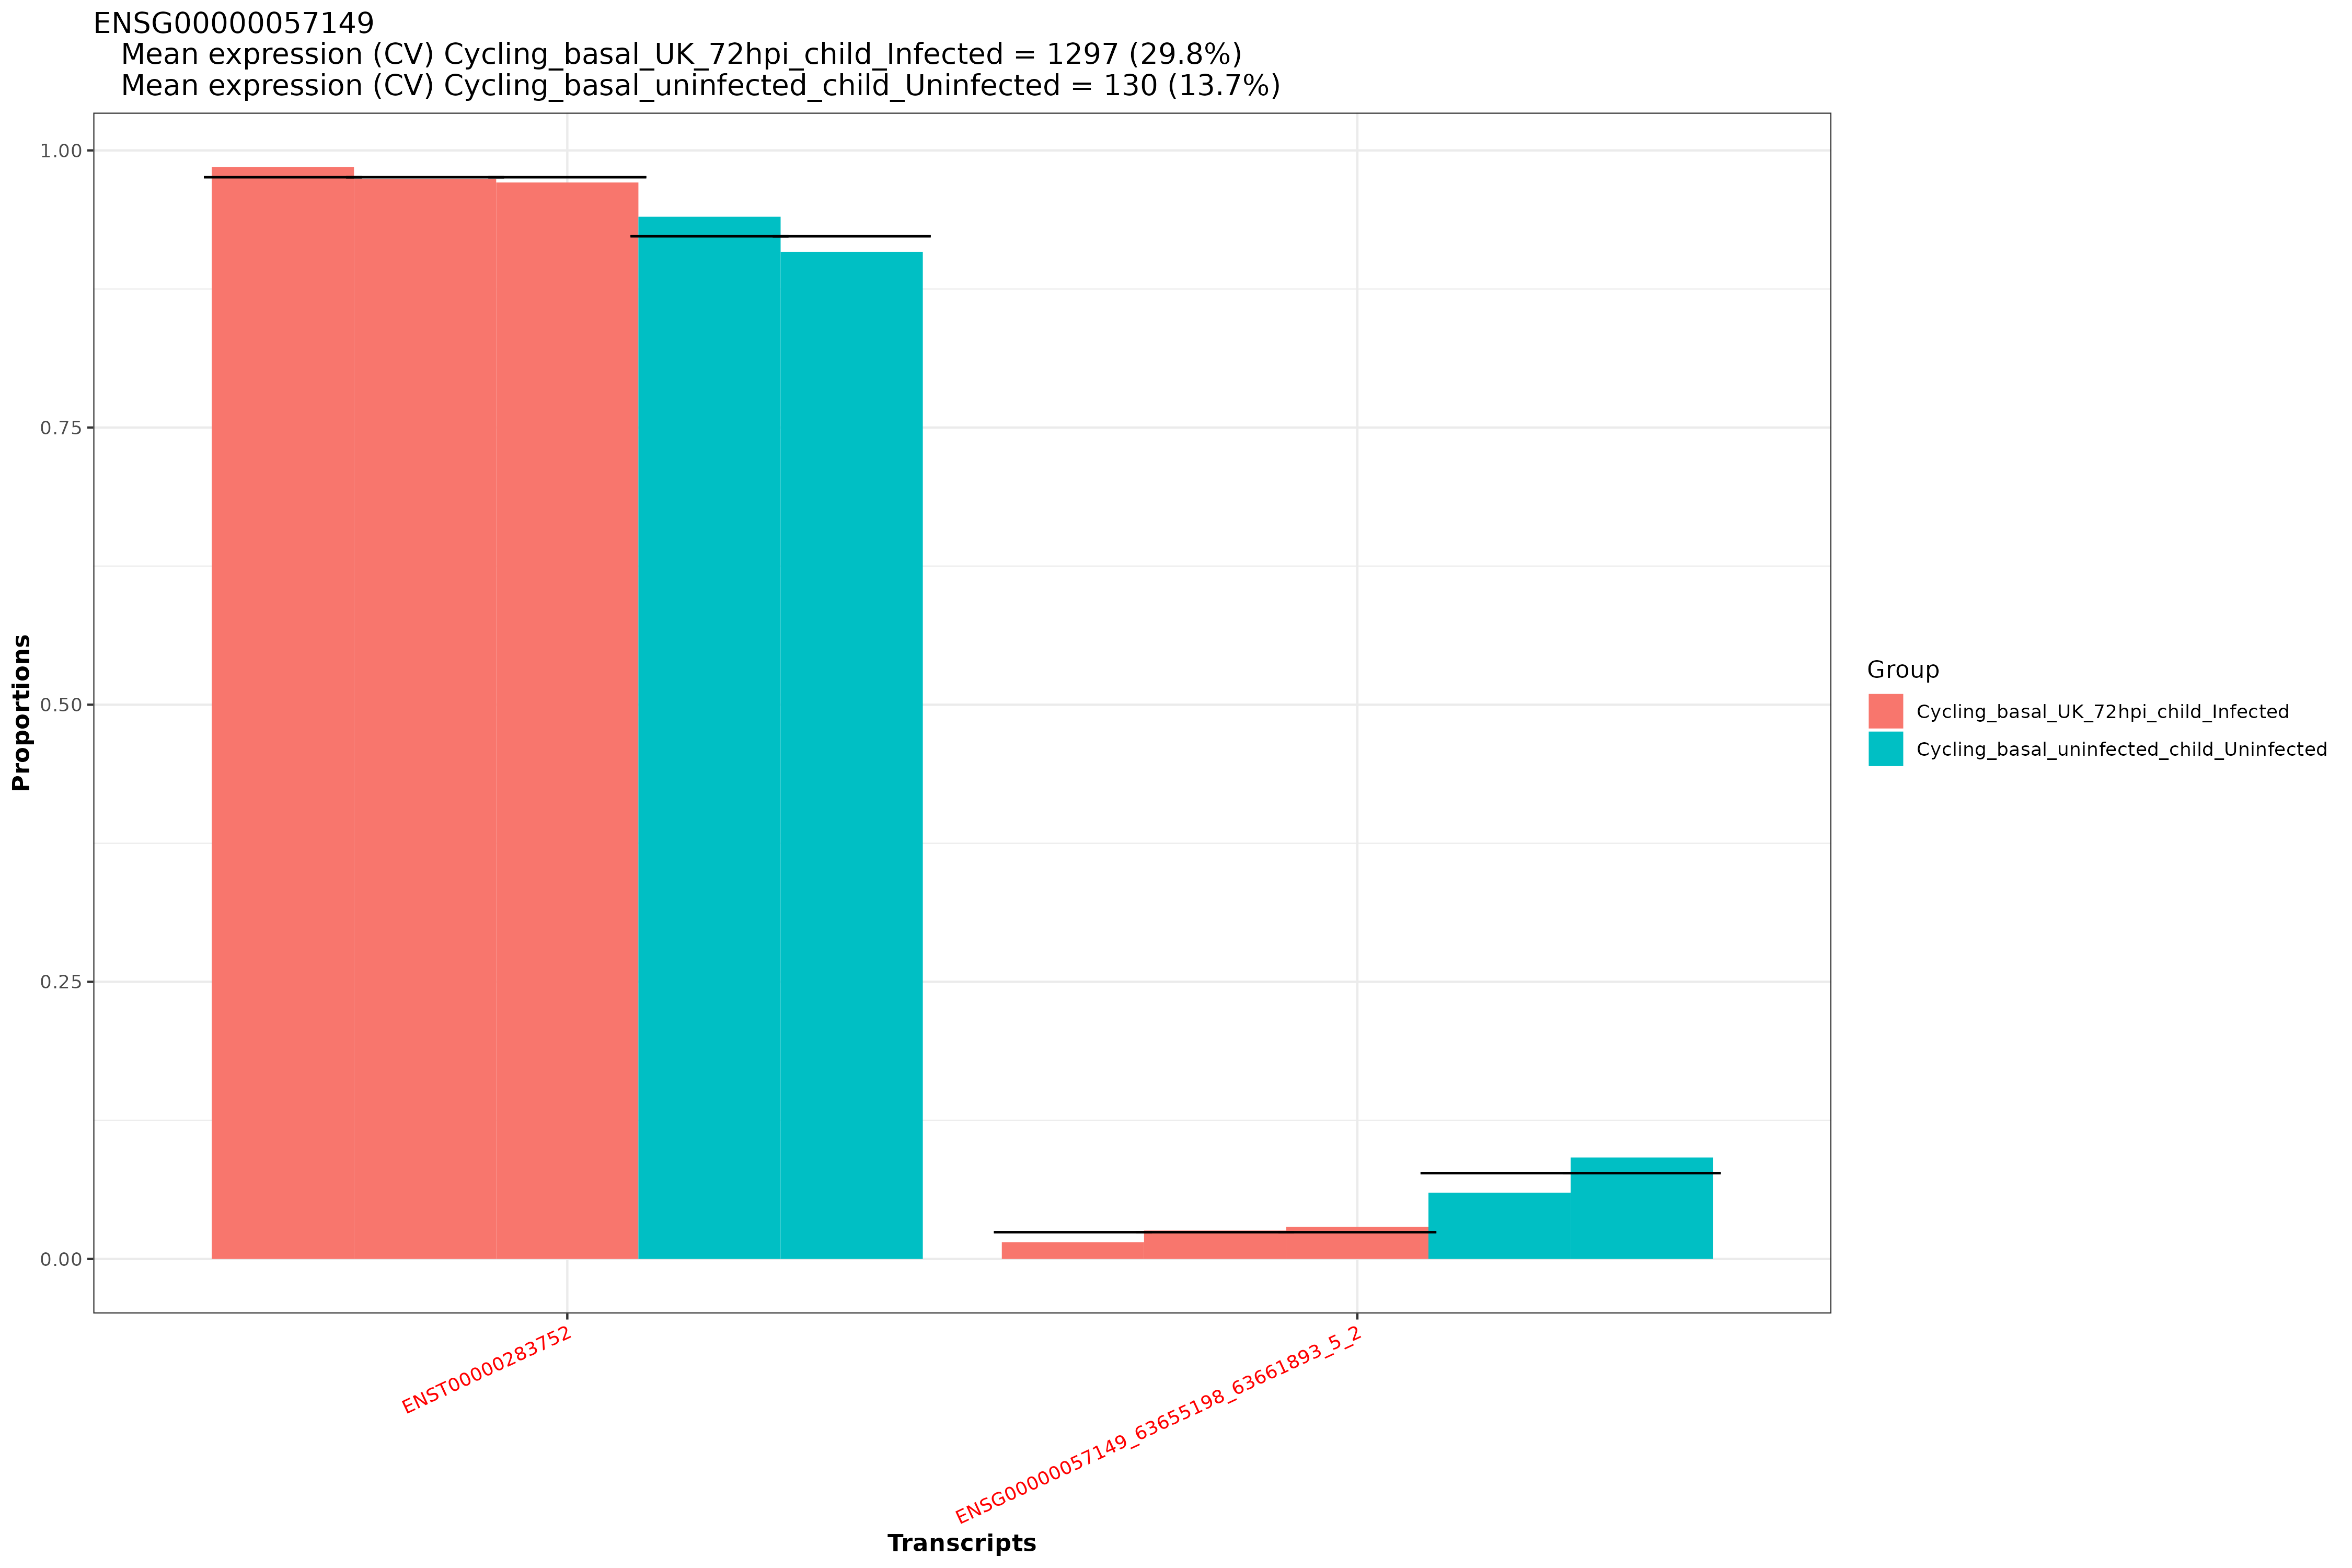 ENSG00000057149
Mean expression (CV) Cycling_basal_UK_72hpi_child_Infected = 1297 (29.8%)
Mean expression (CV) Cycling_basal_uninfected_child_Uninfected = 130 (13.7%)
1.00
0.75
0.50
0.25
0.00
Proportions
ENST0000283752
ENSG00000057149_63655198_63661893_5_2
Transcripts
Group
Cycling_basal_UK_72hpi_child_Infected
Cycling_basal_uninfected_child_Uninfected